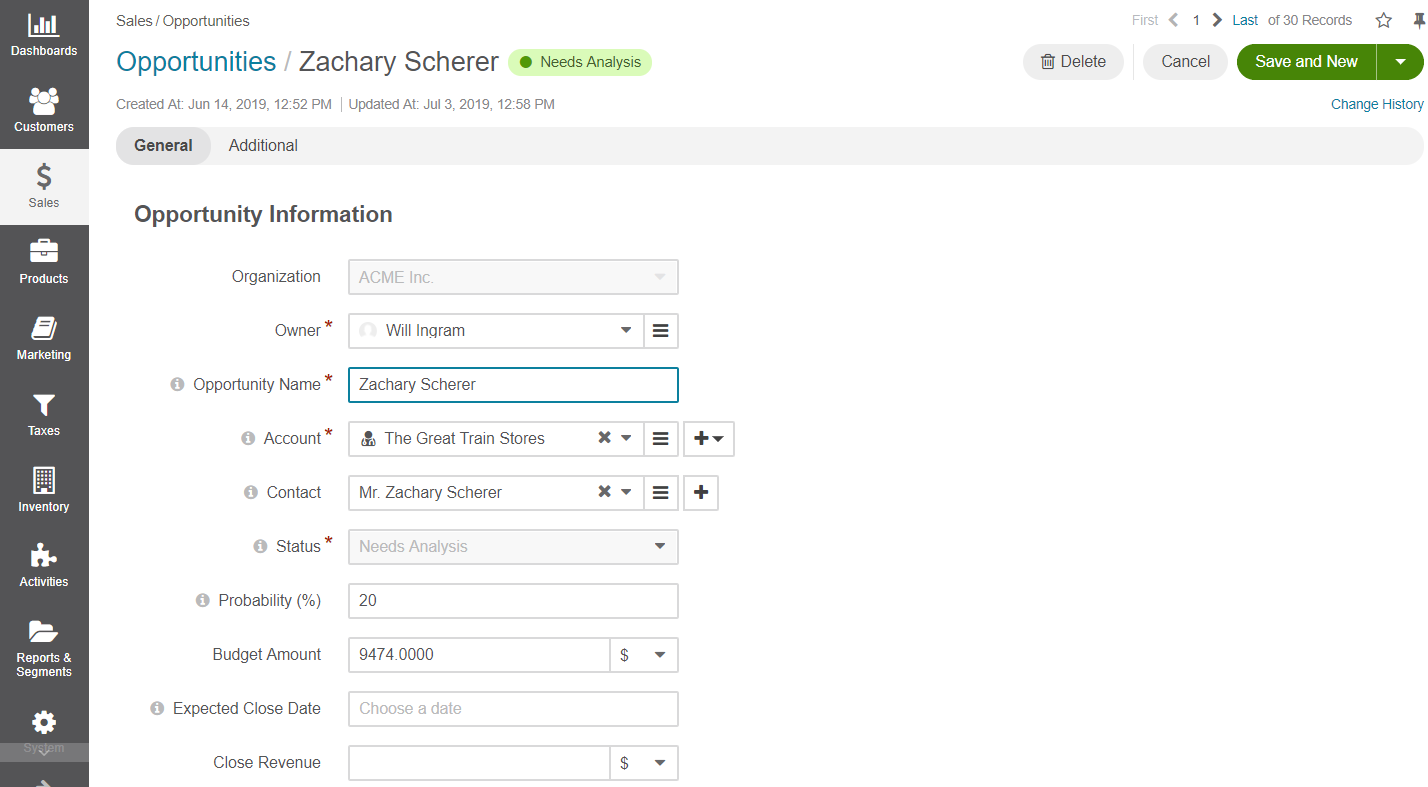 Dashboards
Customers
Sales
Products
Marketing
Taxes
Inventory
Activities
Reports &
Segments
System
Sales / Opportunities
First 1 Last of 30 Records
Opportunities / Zachary Scherer Needs Analysis
Delete Cancel Save and New
Created At: Jun 14, 2019, 12:52 PM Updated At: Jul 3, 2019, 12:58 PM
Change History
General Additional
Opportunity Information
Organization ACME Inc.
Owner * Will Ingram
Opportunity Name * Zachary Scherer
Account * The Great Train Stores
Contact Mr. Zachary Scherer
Status * Needs Analysis
Probability (%) 20
Budget Amount 9474.0000 $
Expected Close Date Choose a date
Close Revenue $